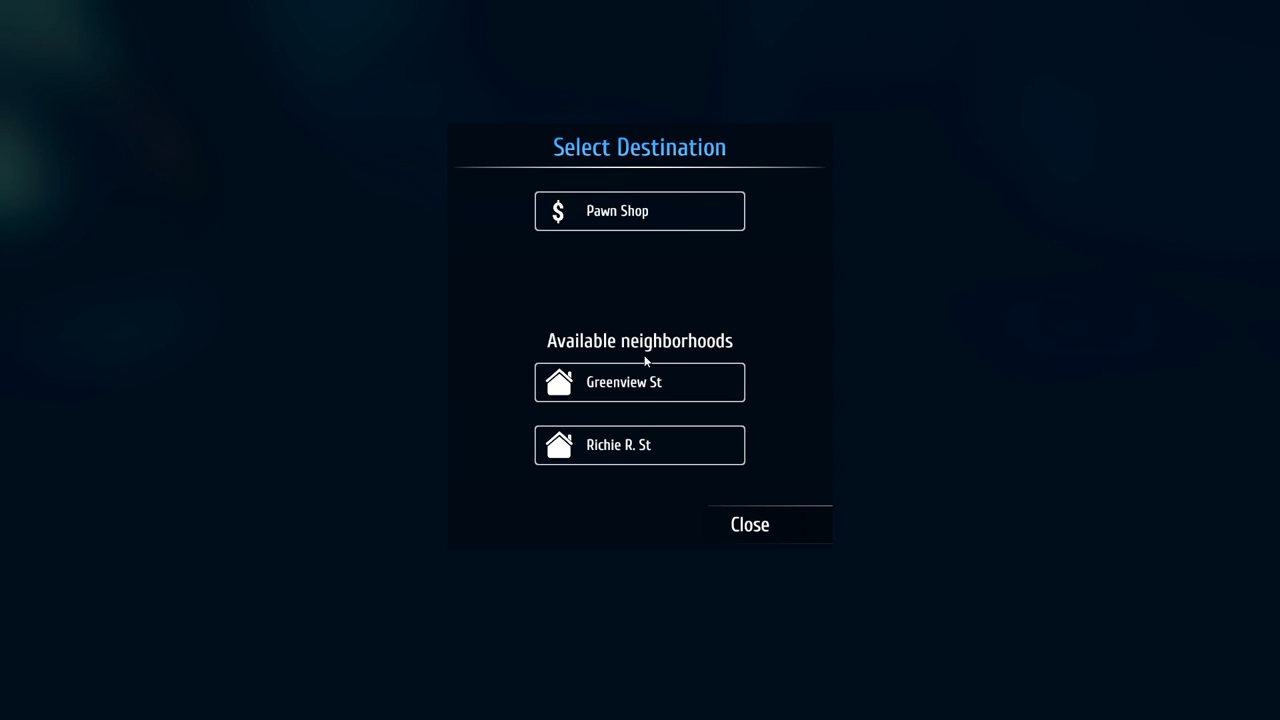 Select Destination
$ Pawn Shop
Available neighborhoods
Greenview St
Richie R. St
Close